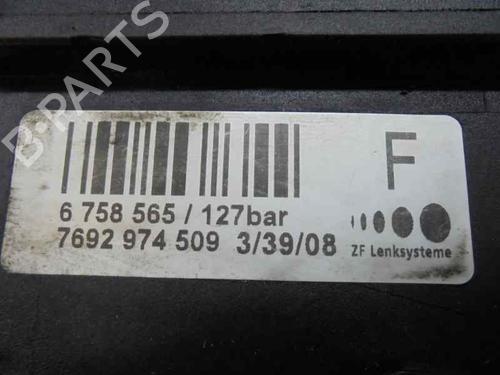 B-PARTS
F
6 758 565 / 127bar
7692 974 509 3/39/08
ZF Lenksysteme